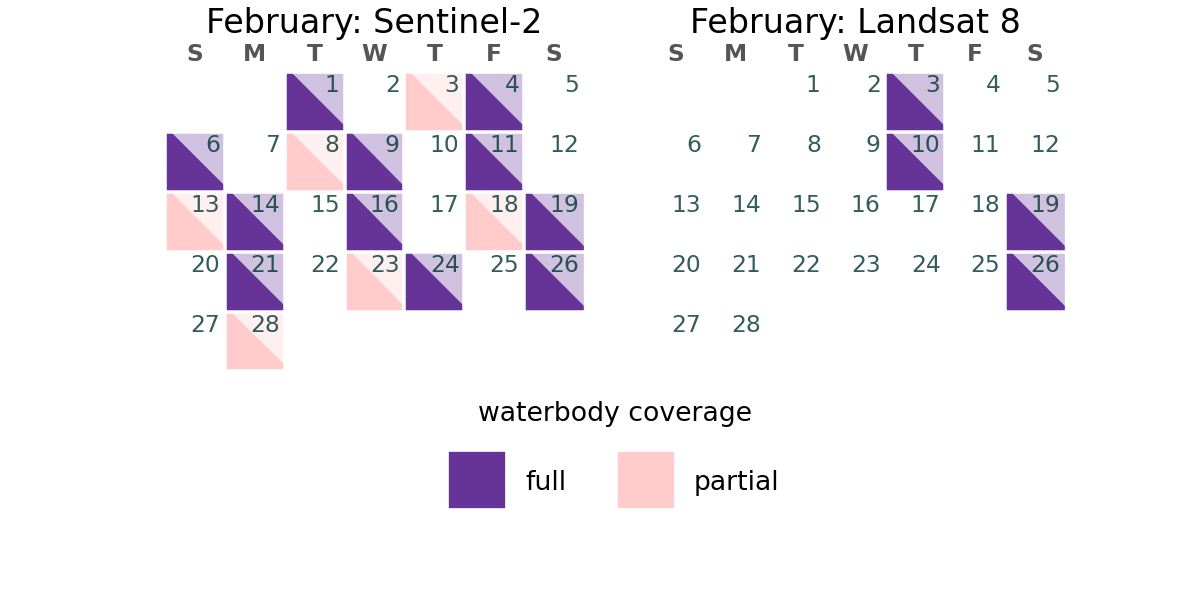 February: Sentinel-2
S M T W T F S
1 2 3 4 5
6 7 8 9 10 11 12
13 14 15 16 17 18 19
20 21 22 23 24 25 26
27 28
February: Landsat 8
S M T W T F S
1 2 3 4 5
6 7 8 9 10 11 12
13 14 15 16 17 18 19
20 21 22 23 24 25 26
27 28
waterbody coverage
full partial